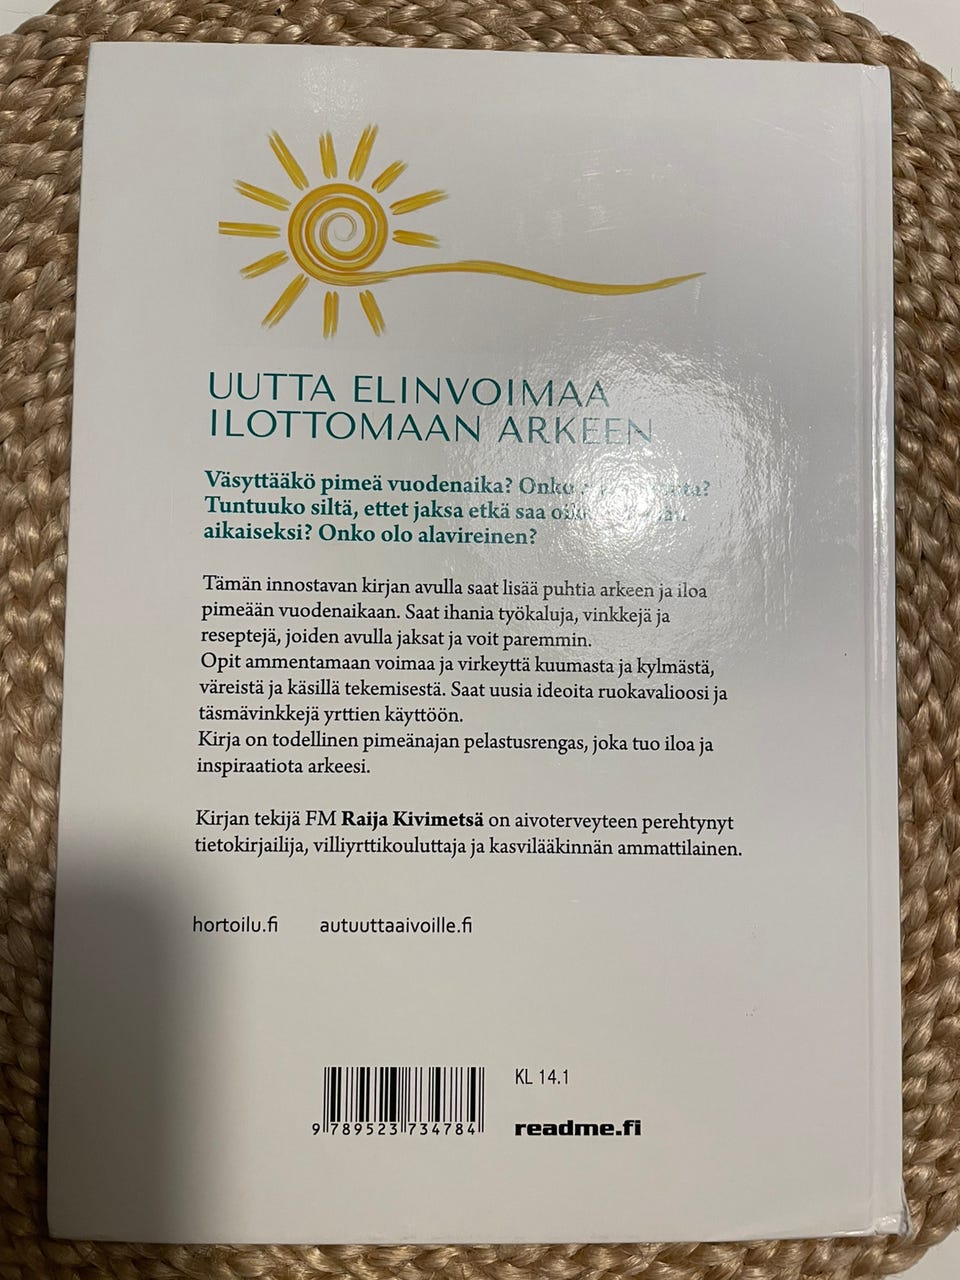 UUTTA ELINVOIMAA
ILOTTOMAAN ARKEEN
Väsyttääkö pimeä vuodenaika? Onko
Tuntuuko siltä, ettet jaksa etkä saa
aikaiseksi? Onko olo alavireinen?
Tämän innostavan kirjan avulla saat lisää puhtia arkeen ja iloa
pimeään vuodenaikaan. Saat ihania työkaluja, vinkkejä ja
reseptejä, joiden avulla jaksat ja voit paremmin.
Opit ammentamaan voimaa ja virkeyttä kuumasta ja kylmästä,
väreistä ja käsillä tekemisestä. Saat uusia ideoita ruokavalioosi ja
täsmävinkkejä yrttien käyttöön.
Kirja on todellinen pimeänajan pelastusrengas, joka tuo iloa ja
inspiraatiota arkeesi.
Kirjan tekijä FM Raija Kivimetsä on aivoterveyteen perehtynyt
tietokirjailija, villiyrttikouluttaja ja kasvilääkinnän ammattilainen.
hortoilu.fi autuuttaaivoille.fi
KL 14.1
9 789523 734784
readme.fi